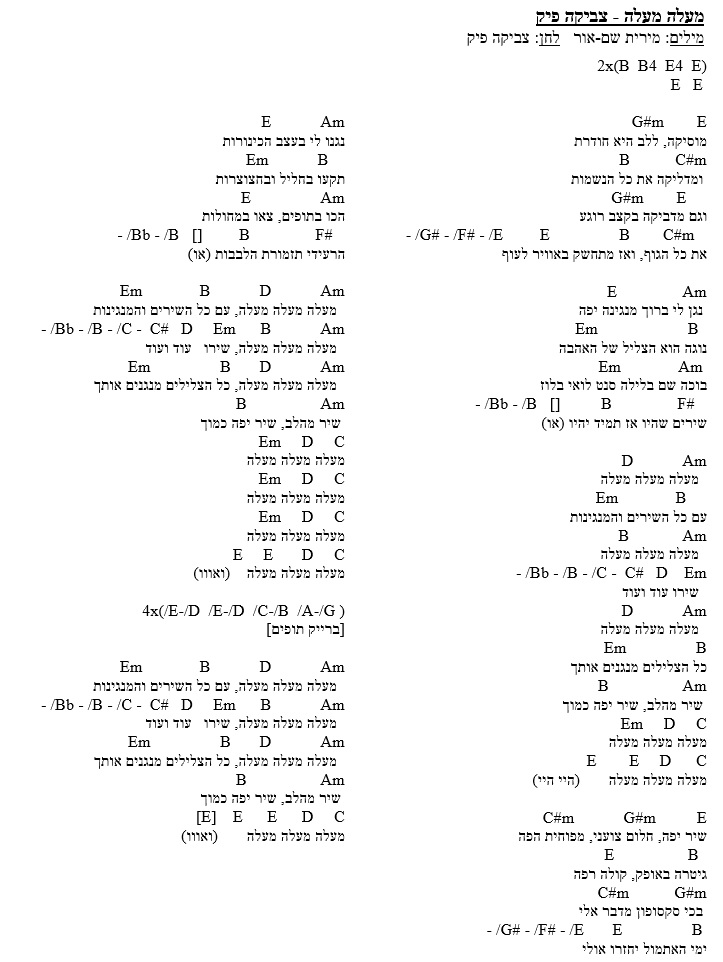 מעלה מעלה - צביקה פיק
מילים: מירית שם-אור   לחן: צביקה פיק
2x(B  B4  E4  E)
E   E
G#m   E
מוסיקה, ללב היא חודרת
B   C#m
ומדליקה את כל הנשמות
G#m   E
וגם מדביקה בקצב רוגע
- /G# - /F# - /E   E   B   C#m
את כל הגוף, ואז מתחשק באוויר לעוף
E   Am
נגן לי ברוך מנגינה יפה
Em   B
נוגה הוא הצליל של האהבה
Em   Am
בוכה שם בלילה סנט לואי בלוז
- /Bb - /B   []   B   F#
שירים שהיו אז תמיד יהיו (או)
D   Am
מעלה מעלה מעלה
Em   B
עם כל השירים והמנגינות
B   Am
מעלה מעלה מעלה
- /Bb - /B - /C -  C#   D   Em
שירו עוד ועוד
D   Am
מעלה מעלה מעלה
Em   B
כל הצלילים מנגנים אותך
B   Am
שיר מהלב, שיר יפה כמוך
Em   D   C
מעלה מעלה מעלה
E   E   D   C
מעלה מעלה מעלה   (היי היי)
C#m   G#m   E
שיר יפה, חלום צועני, מפוחית הפה
E   B
גיטרה באופק, קולה רפה
C#m   G#m
בכי סקסופון מדבר אלי
- /G# - /F# - /E   E   B
ימי האתמול יחזרו אולי
E   Am
נגנו לי בעצב הכינורות
Em   B
תקעו בחליל ובחצוצרות
E   Am
הכו בתופים, צאו במחולות
- /Bb - /B   []   B   F#
הרעידי תזמורת הלבבות (או)
Em   B   D   Am
מעלה מעלה מעלה, עם כל השירים והמנגינות
- /Bb - /B - /C -  C#   D   Em   B   Am
מעלה מעלה מעלה, שירו   עוד ועוד
Em   B   D   Am
מעלה מעלה מעלה, כל הצלילים מנגנים אותך
B   Am
שיר מהלב, שיר יפה כמוך
Em   D   C
מעלה מעלה מעלה
Em   D   C
מעלה מעלה מעלה
Em   D   C
מעלה מעלה מעלה
E   E   D   C
מעלה מעלה מעלה   (ואווו)
4x(/E-/D  /E-/D  /C-/B  /A-/G )
[ברייק תופים]
Em   B   D   Am
מעלה מעלה מעלה, עם כל השירים והמנגינות
- /Bb - /B - /C -  C#   D   Em   B   Am
מעלה מעלה מעלה, שירו   עוד ועוד
Em   B   D   Am
מעלה מעלה מעלה, כל הצלילים מנגנים אותך
B   Am
שיר מהלב, שיר יפה כמוך
[E]   E   E   D   C
מעלה מעלה מעלה   (ואווו)